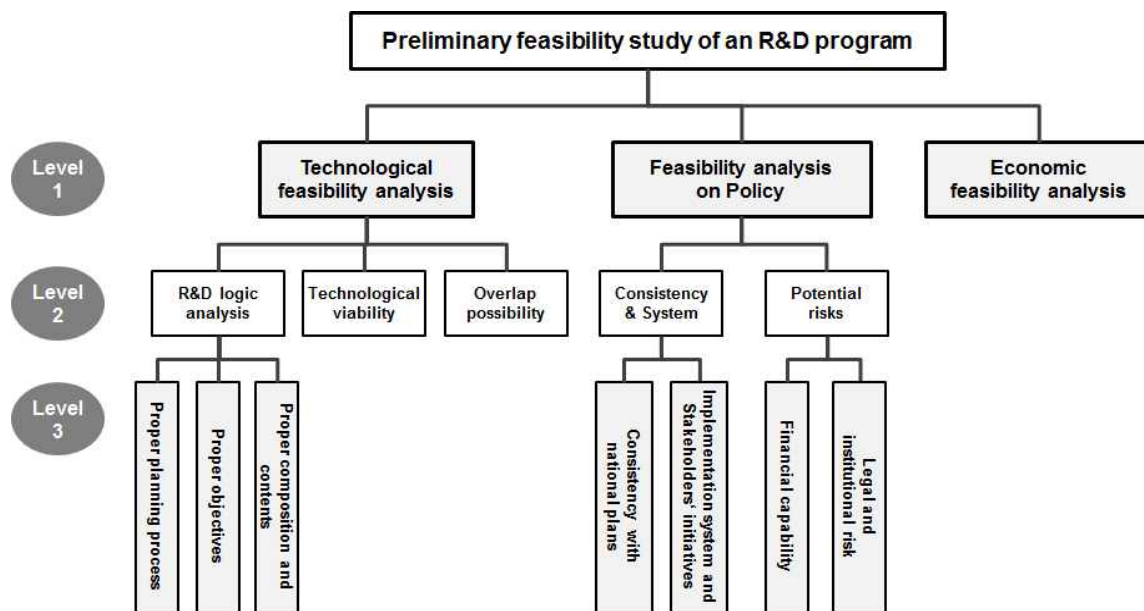 Preliminary feasibility study of an R&D program
Level
1
Technological
feasibility analysis
Feasibility analysis
on Policy
Economic
feasibility analysis
Level
2
R&D logic
analysis
Technological
viability
Overlap
possibility
Consistency
& System
Potential
risks
Level
3
Proper planning process
Proper objectives
Proper composition and
contents
Consistency with
national plans
Implementation system and
Stakeholders‘ initiatives
Financial capability
Legal and
institutional risk